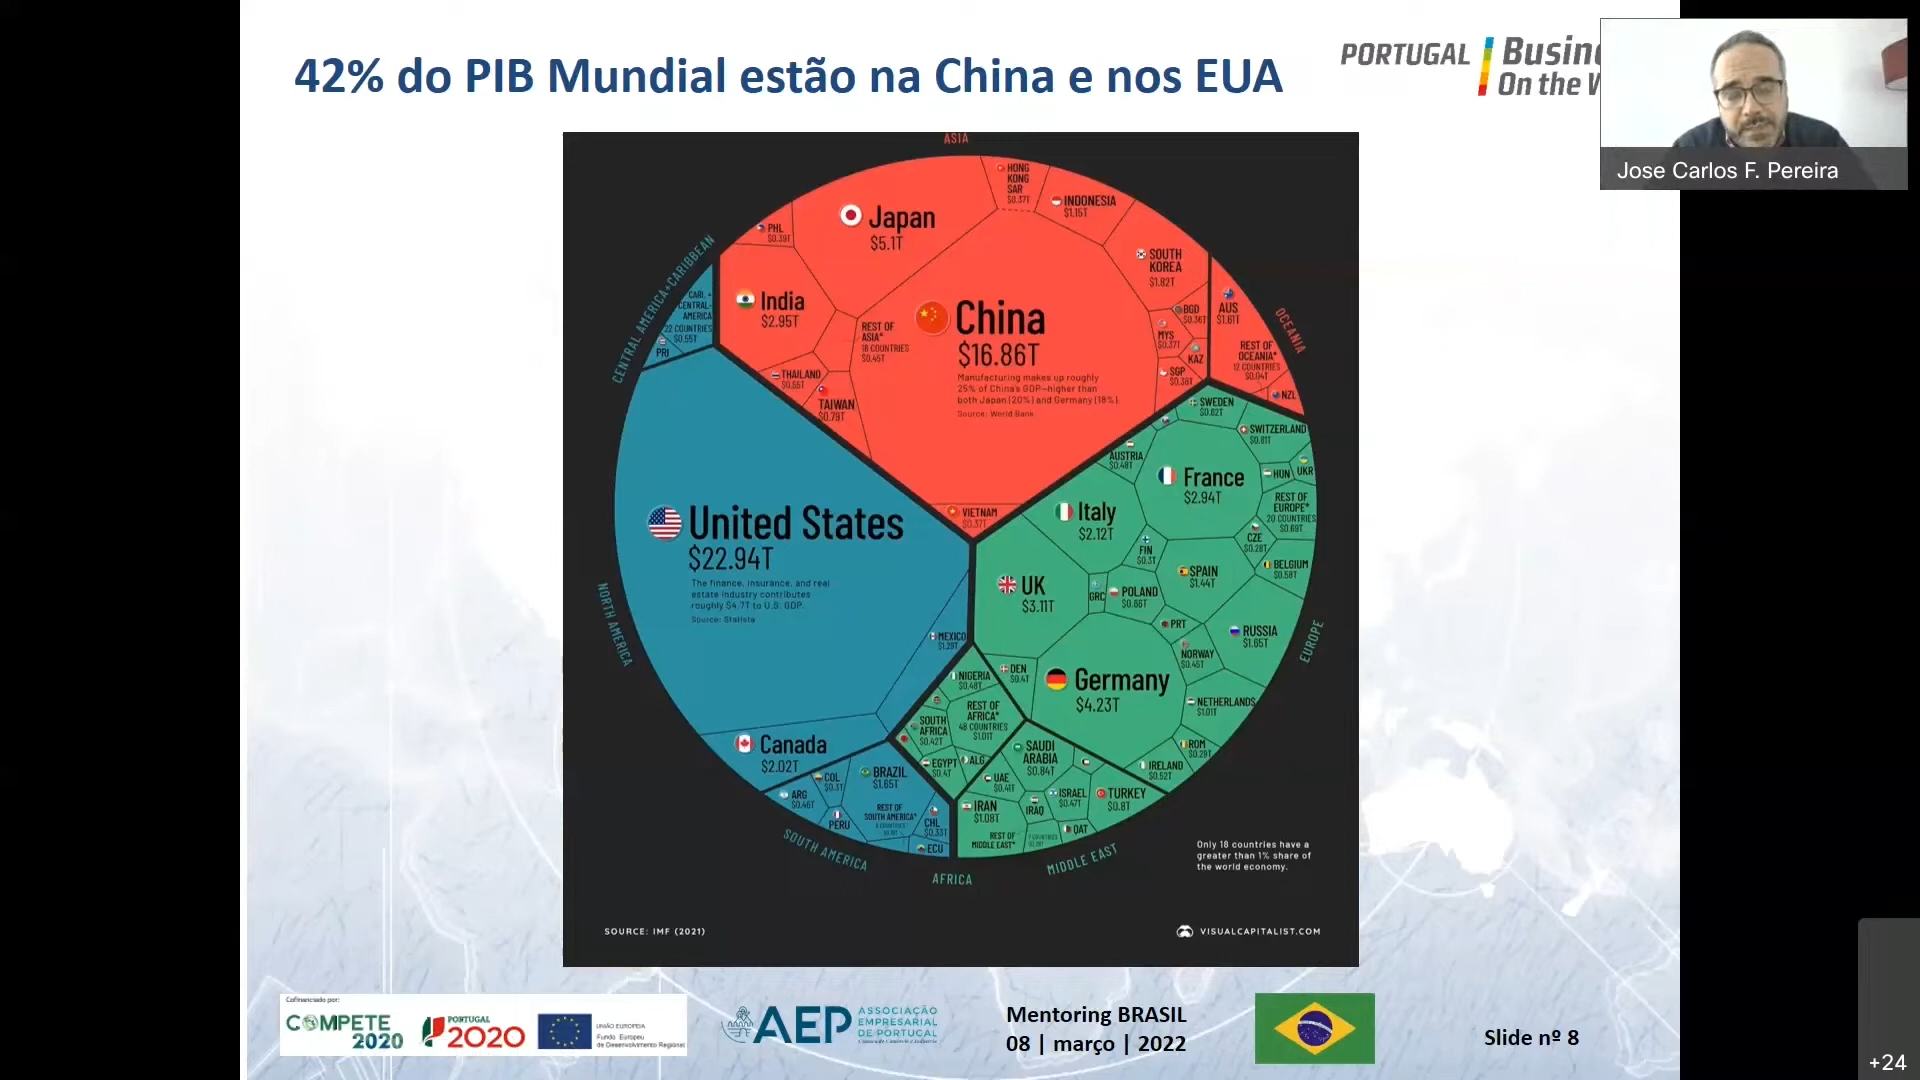 42% do PIB Mundial estão na China e nos EUA
PORTUGAL
Busine
On the W
Jose Carlos F. Pereira
ASIA
HONG
KONG
SAR
$0.37T
INDONESIA
$1.15T
Japan
$5.1T
PHL
$0.39T
SOUTH
KOREA
$1.82T
CENTRAL AMERICA+CARIBBEAN
CARI. +
CENTRAL-
AMERICA
22 COUNTRIES
$0.55T
PRI
India
$2.95T
REST OF
ASIA*
18 COUNTRIES
$0.45T
China
$16.86T
Manufacturing makes up roughly
25% of China's GDP—higher than
both Japan (20%) and Germany (18%).
Source: World Bank
BGD
$0.36T
MYS
$0.37T
KAZ
SGP
$0.38T
AUS
$1.61T
OCEANIA
REST OF
OCEANIA*
12 COUNTRIES
$0.04T
NZL
THAILAND
$0.55T
TAIWAN
$0.79T
VIETNAM
$0.37T
SWEDEN
$0.62T
SWITZERLAND
$0.81T
AUSTRIA
$0.48T
France
$2.94T
HUN
UKR
REST OF
EUROPE*
20 COUNTRIES
$0.69T
Italy
$2.12T
CZE
$0.28T
FIN
$0.3T
BELGIUM
$0.58T
SPAIN
$1.44T
UK
$3.11T
GRC
POLAND
$0.66T
PRT
RUSSIA
$1.65T
NORWAY
$0.45T
EUROPE
United States
$22.94T
The finance, insurance, and real
estate industry contributes
roughly $4.7T to U.S. GDP.
Source: Statista
NORTH AMERICA
MEXICO
$1.29T
DEN
$0.4T
Germany
$4.23T
NETHERLANDS
$1.01T
ROM
$0.29T
IRELAND
$0.52T
NIGERIA
$0.48T
REST OF
AFRICA*
48 COUNTRIES
$1.01T
SOUTH
AFRICA
$0.42T
EGYPT
$0.4T
ALG
Canada
$2.02T
SAUDI
ARABIA
$0.84T
UAE
$0.41T
ISRAEL
$0.47T
TURKEY
$0.8T
IRAN
$1.08T
IRAQ
QAT
REST OF
MIDDLE EAST*
7 COUNTRIES
COL
$0.3T
BRAZIL
$1.65T
ARG
$0.46T
PERU
REST OF
SOUTH AMERICA*
CHL
$0.33T
ECU
SOUTH AMERICA
AFRICA
MIDDLE EAST
Only 18 countries have a
greater than 1% share of
the world economy.
SOURCE: IMF (2021)
VISUALCAPITALIST.COM
Cofinanciado por:
COMPETE
2020
PORTUGAL
2020
UNIÃO EUROPEIA
Fundo Europeu
de Desenvolvimento Regional
AEP
ASSOCIAÇÃO
EMPRESARIAL
DE PORTUGAL
Câmara de Comércio e Indústria
Mentoring BRASIL
08 | março | 2022
Slide nº 8
+24